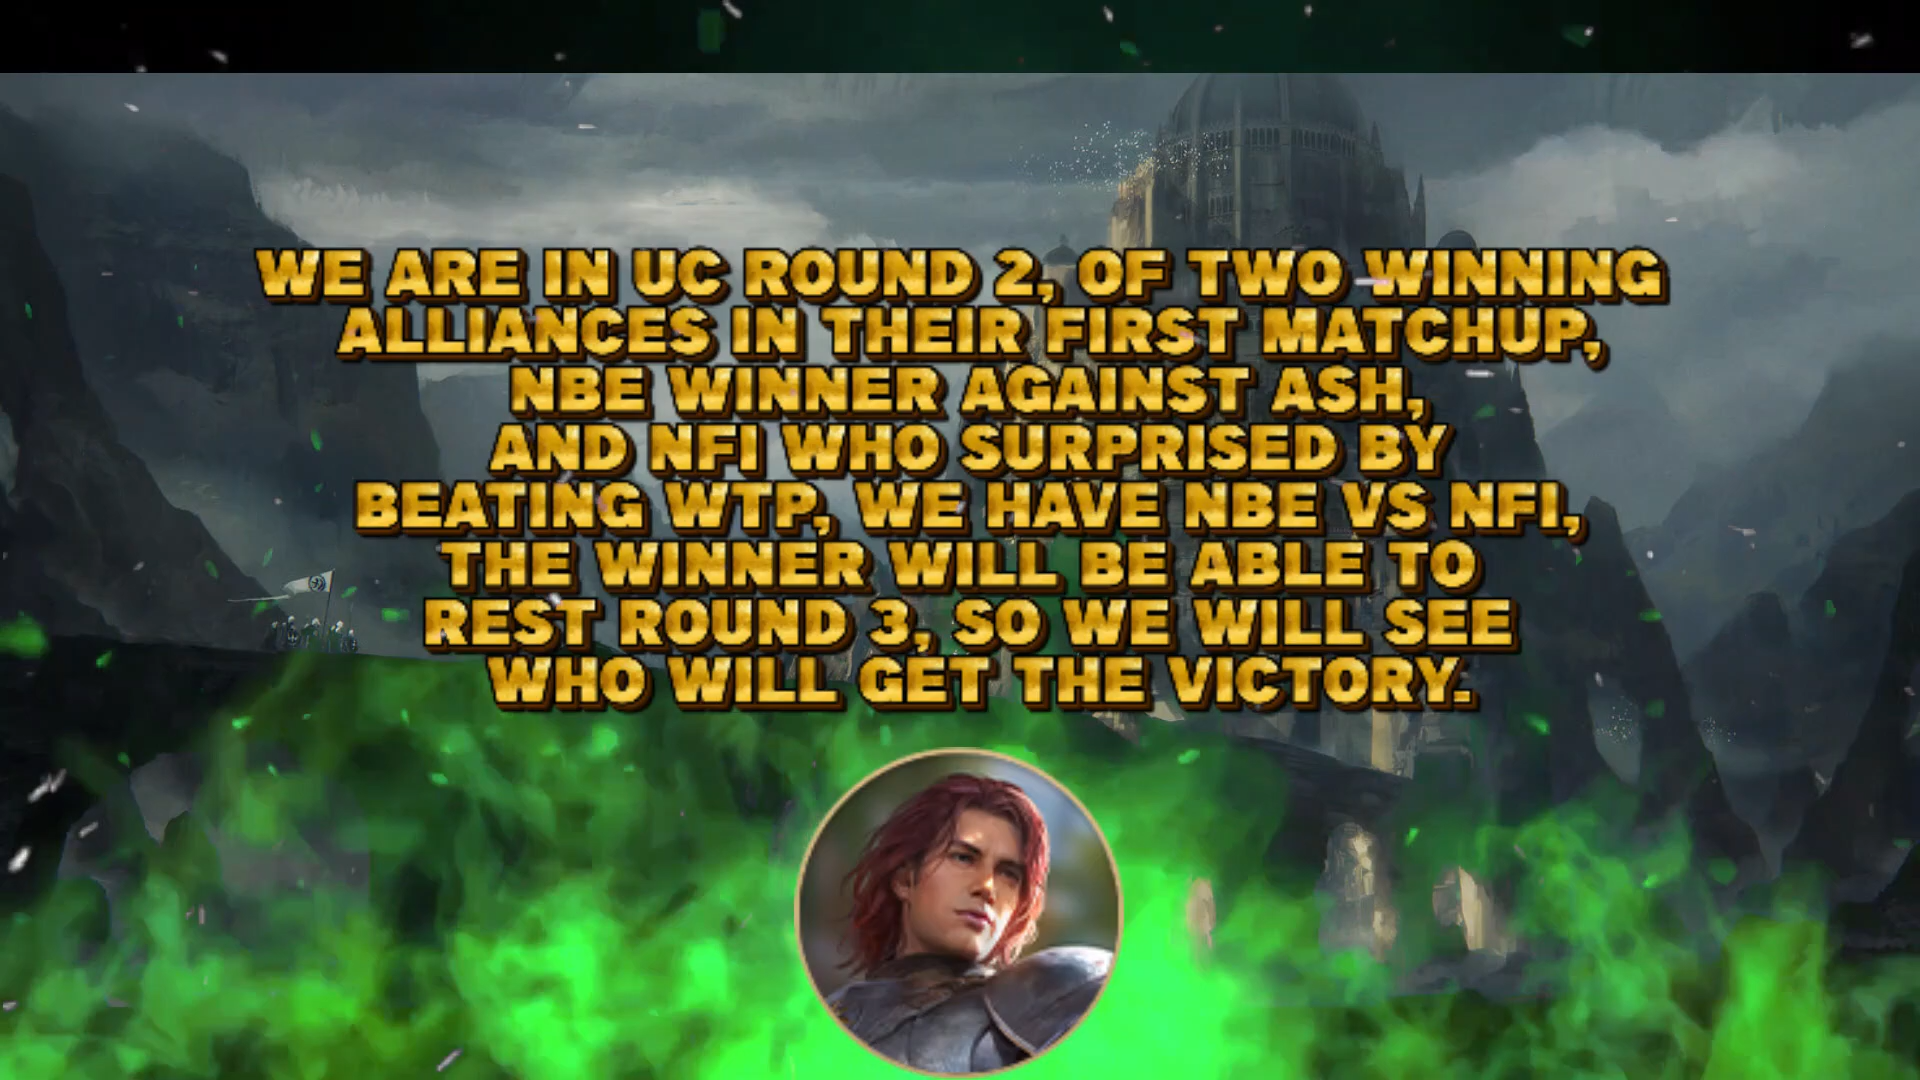 WE ARE IN UC ROUND 2, OF TWO WINNING
ALLIANCES IN THEIR FIRST MATCHUP,
NBE WINNER AGAINST ASH,
AND NFI WHO SURPRISED BY
BEATING WTP, WE HAVE NBE VS NFI,
THE WINNER WILL BE ABLE TO
REST ROUND 3, SO WE WILL SEE
WHO WILL GET THE VICTORY.